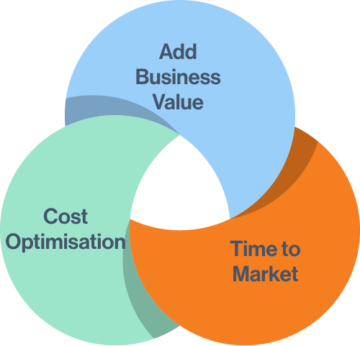 Add
Business
Value
Cost
Optimisation
Time to
Market